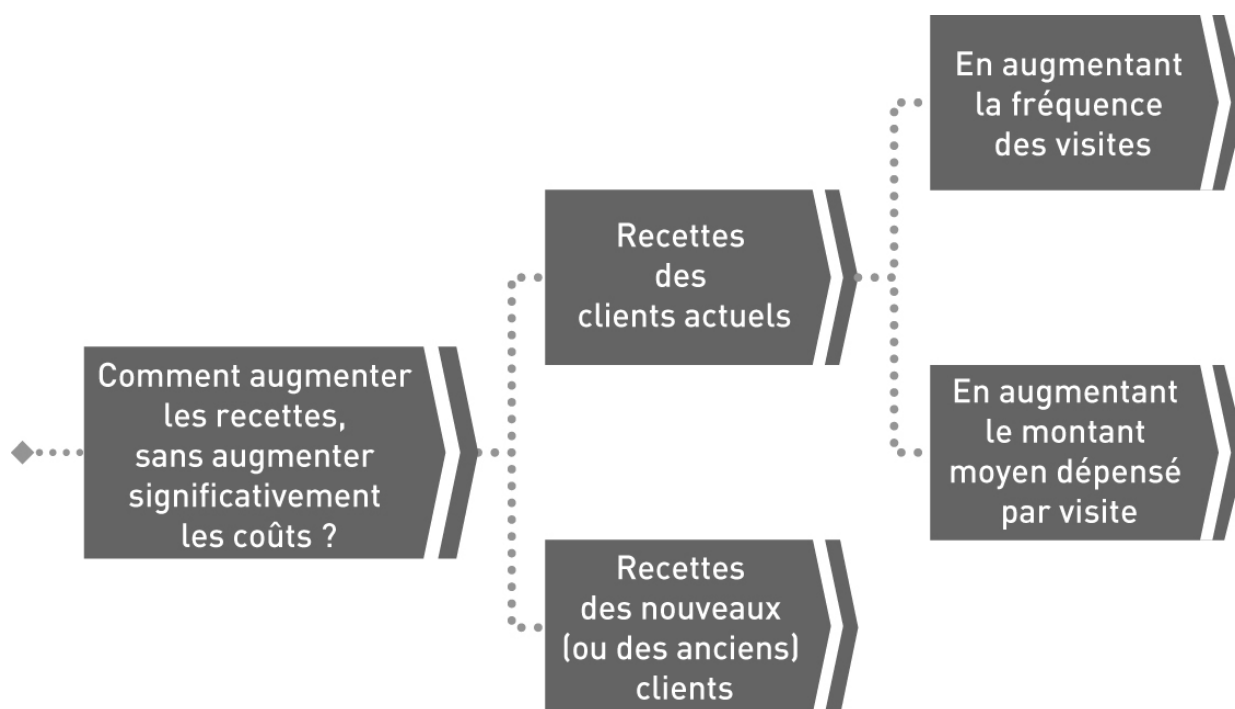 Comment augmenter
les recettes,
sans augmenter
significativement
les coûts ?
Recettes
des
clients actuels
Recettes
des nouveaux
(ou des anciens)
clients
En augmentant
la fréquence
des visites
En augmentant
le montant
moyen dépensé
par visite